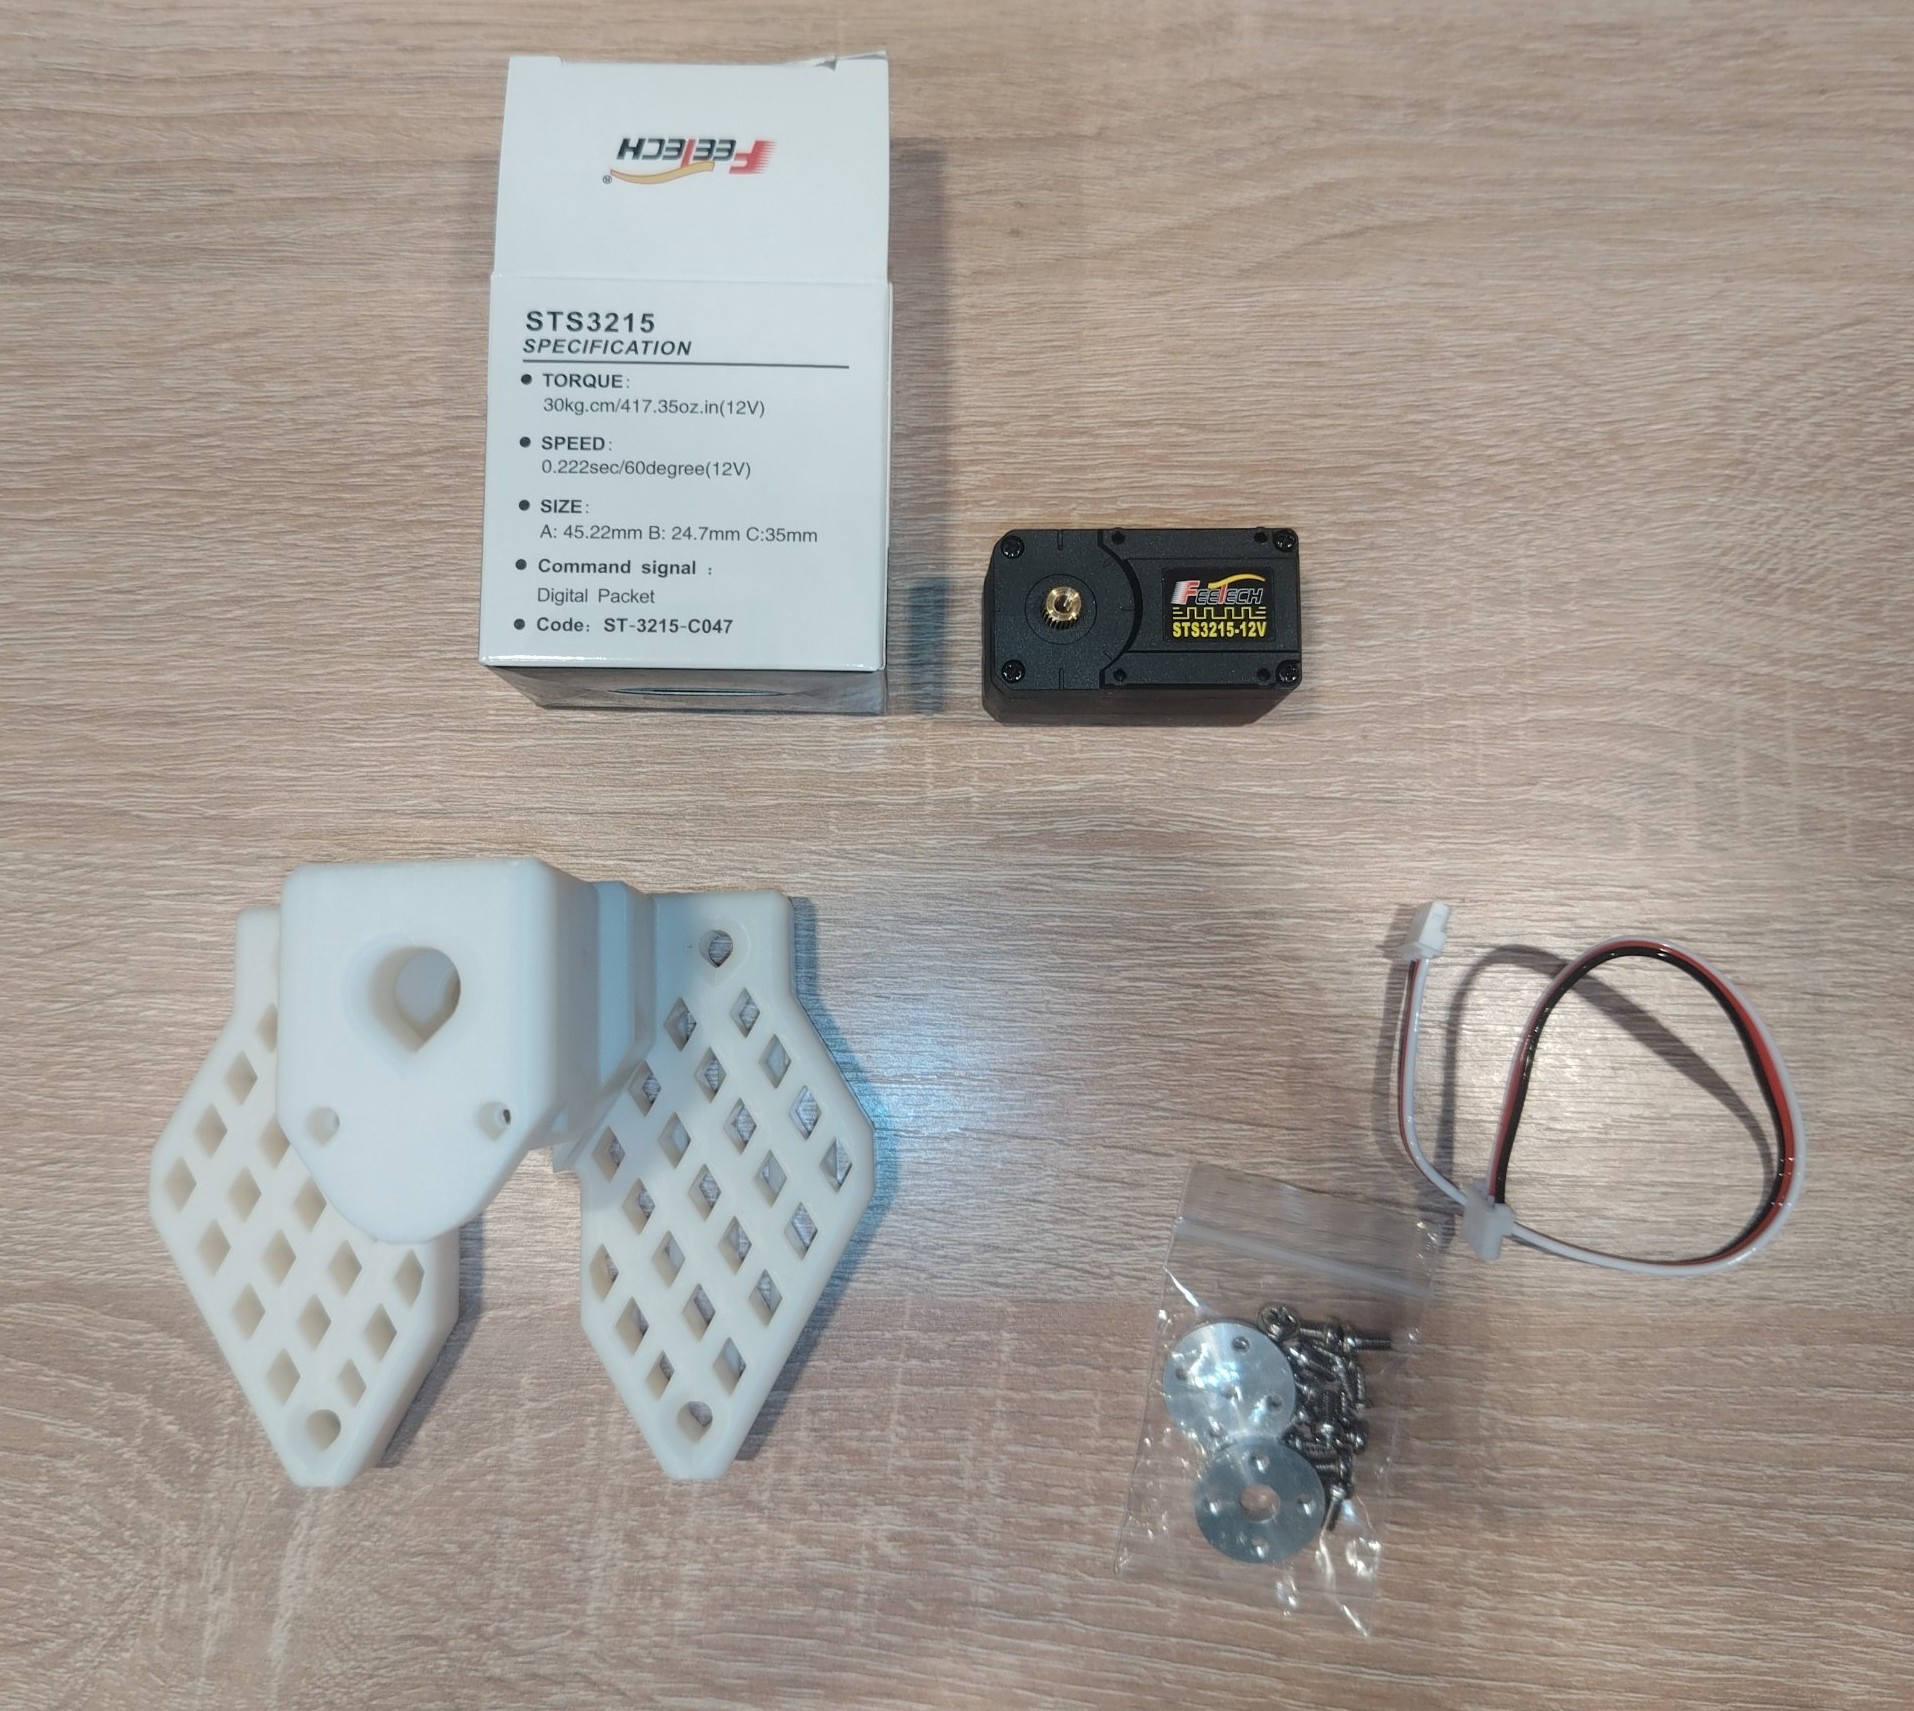 FEETECH®
STS3215
SPECIFICATION
● TORQUE:
30kg.cm/417.35oz.in(12V)
● SPEED:
0.222sec/60degree(12V)
● SIZE:
A: 45.22mm B: 24.7mm C:35mm
● Command signal :
Digital Packet
● Code: ST-3215-C047
FEETECH
STS3215-12V